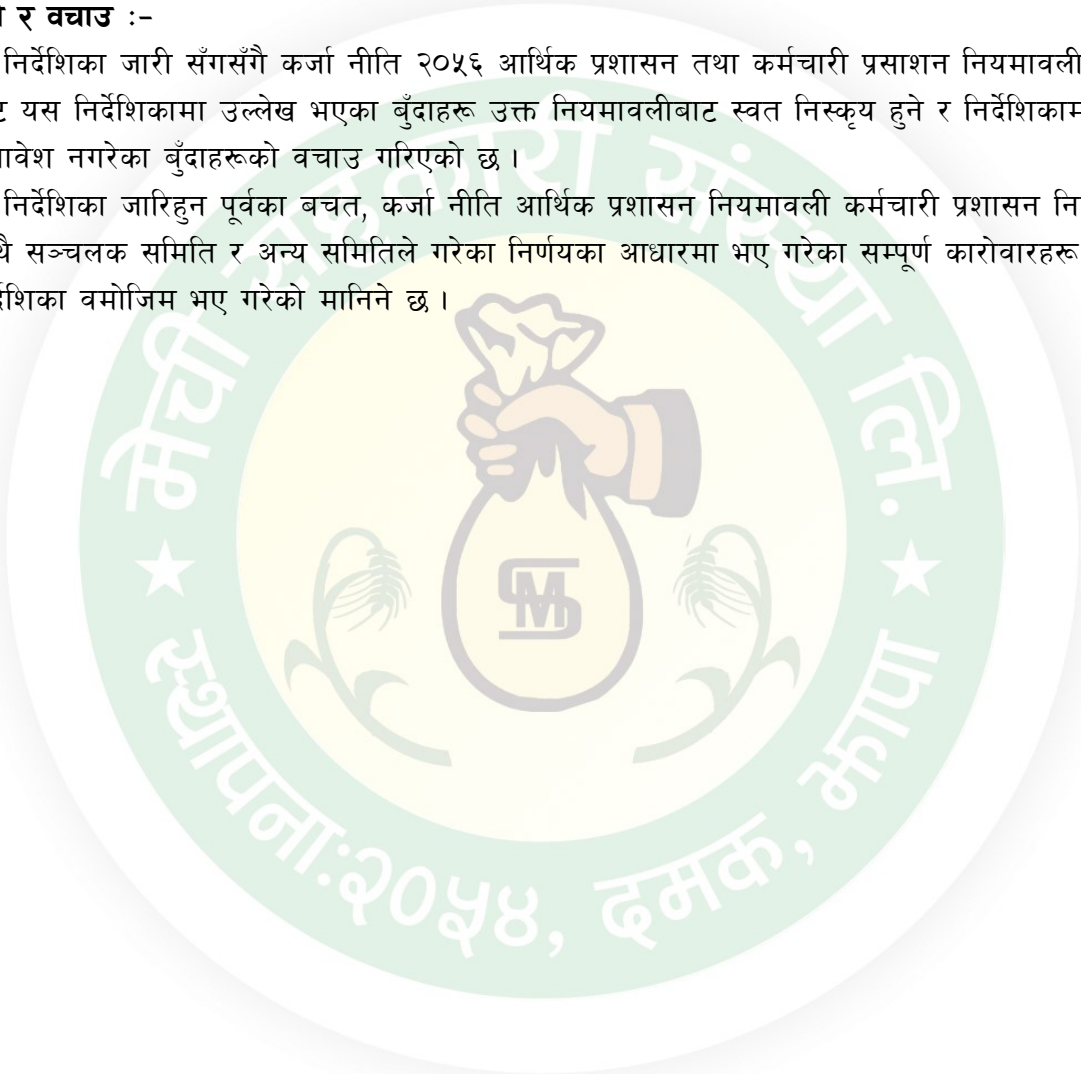 र वचाउ :–
निर्देशिका जारी सँगसँगै कर्जा नीति २०५६ आर्थिक प्रशासन तथा कर्मचारी प्रसाशन नियमावली
यस निर्देशिकामा उल्लेख भएका बुँदाहरू उक्त नियमावलीबाट स्वत निस्कृय हुने र निर्देशिकाम
ावेश नगरेका बुँदाहरूको वचाउ गरिएको छ ।
निर्देशिका जारिहुन पूर्वका बचत, कर्जा नीति आर्थिक प्रशासन नियमावली कर्मचारी प्रशासन नि
थै सञ्चलक समिति र अन्य समितिले गरेका निर्णयका आधारमा भए गरेका सम्पूर्ण कारोवारहरू
र्देशिका वमोजिम भए गरेको मानिने छ ।
मेची सहकारी संस्था लि.
SM
स्थापना:२०५४, दमक, झापा